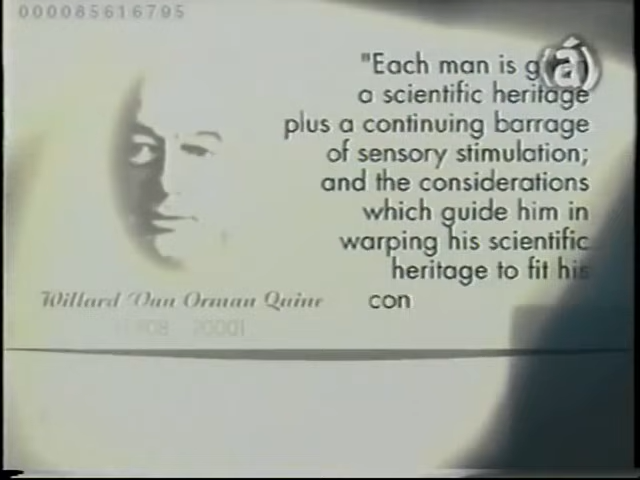 000085616795
"Each man is
a scientific heritage
plus a continuing barrage
of sensory stimulation;
and the considerations
which guide him in
warping his scientific
heritage to fit his
con
Willard Van Orman Quine
(á)